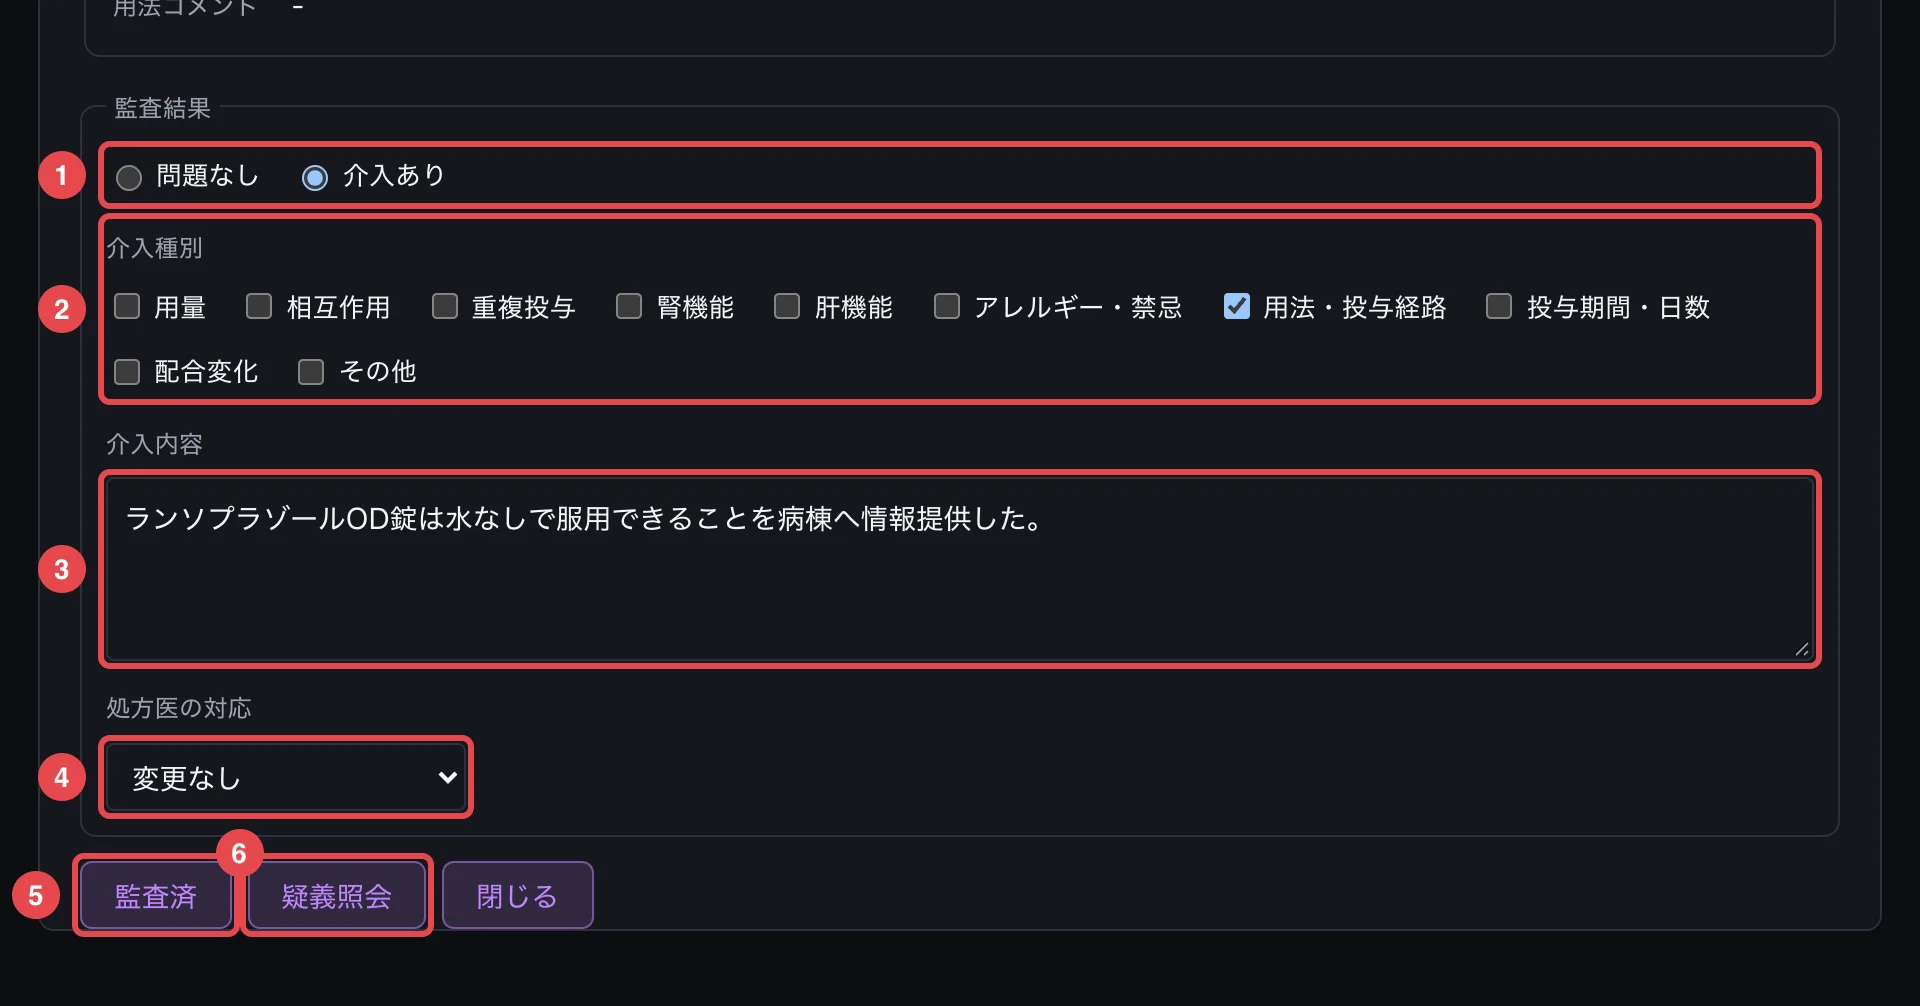 用法コメント -
監査結果
1 問題なし 介入あり
介入種別
2 用量 相互作用 重複投与 腎機能 肝機能 アレルギー・禁忌 用法・投与経路 投与期間・日数
配合変化 その他
介入内容
ランソプラゾールOD錠は水なしで服用できることを病棟へ情報提供した。
3
処方医の対応
4 変更なし
6
5 監査済 疑義照会 閉じる